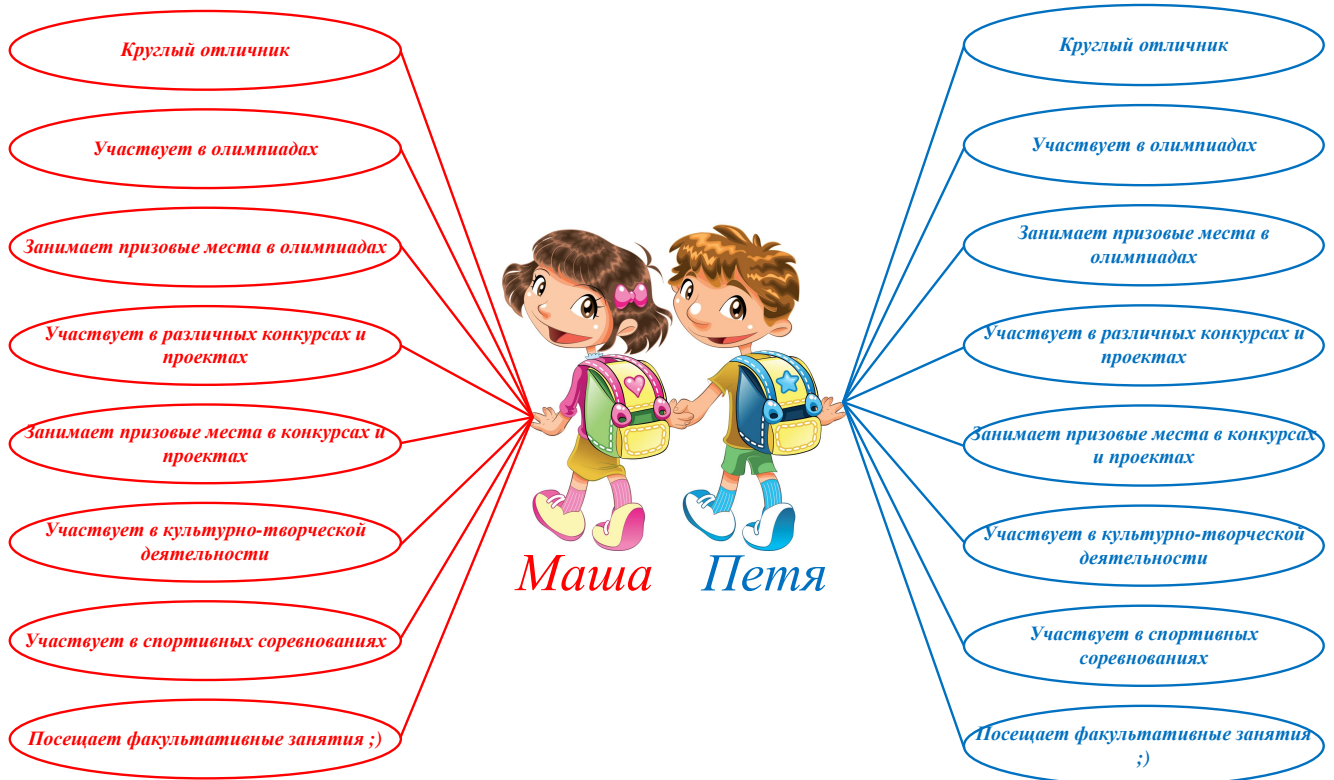 Круглый отличник
Участвует в олимпиадах
Занимает призовые места в олимпиадах
Участвует в различных конкурсах и
проектах
Занимает призовые места в конкурсах и
проектах
Участвует в культурно-творческой
деятельности
Участвует в спортивных соревнованиях
Посещает факультативные занятия ;)
Маша
Петя
Круглый отличник
Участвует в олимпиадах
Занимает призовые места в
олимпиадах
Участвует в различных конкурсах и
проектах
Занимает призовые места в конкурсах
и проектах
Участвует в культурно-творческой
деятельности
Участвует в спортивных
соревнованиях
Посещает факультативные занятия
;)